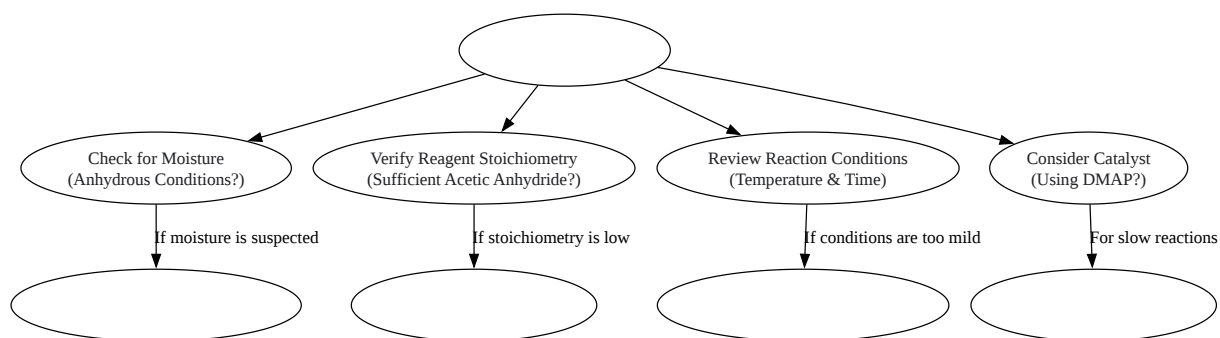 Check for Moisture
(Anhydrous Conditions?)
Verify Reagent Stoichiometry
(Sufficient Acetic Anhydride?)
Review Reaction Conditions
(Temperature & Time)
Consider Catalyst
(Using DMAP?)
If moisture is suspected
If stoichiometry is low
If conditions are too mild
For slow reactions